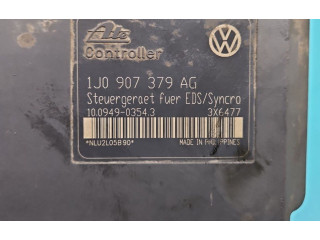 Ate
Controller
1J0 907 379 AG
Steuergeraet fuer EDS/Syncro
10.0949-0354.3 3X6477
*NLU2L05B90*
MADE IN PHILIPPINES